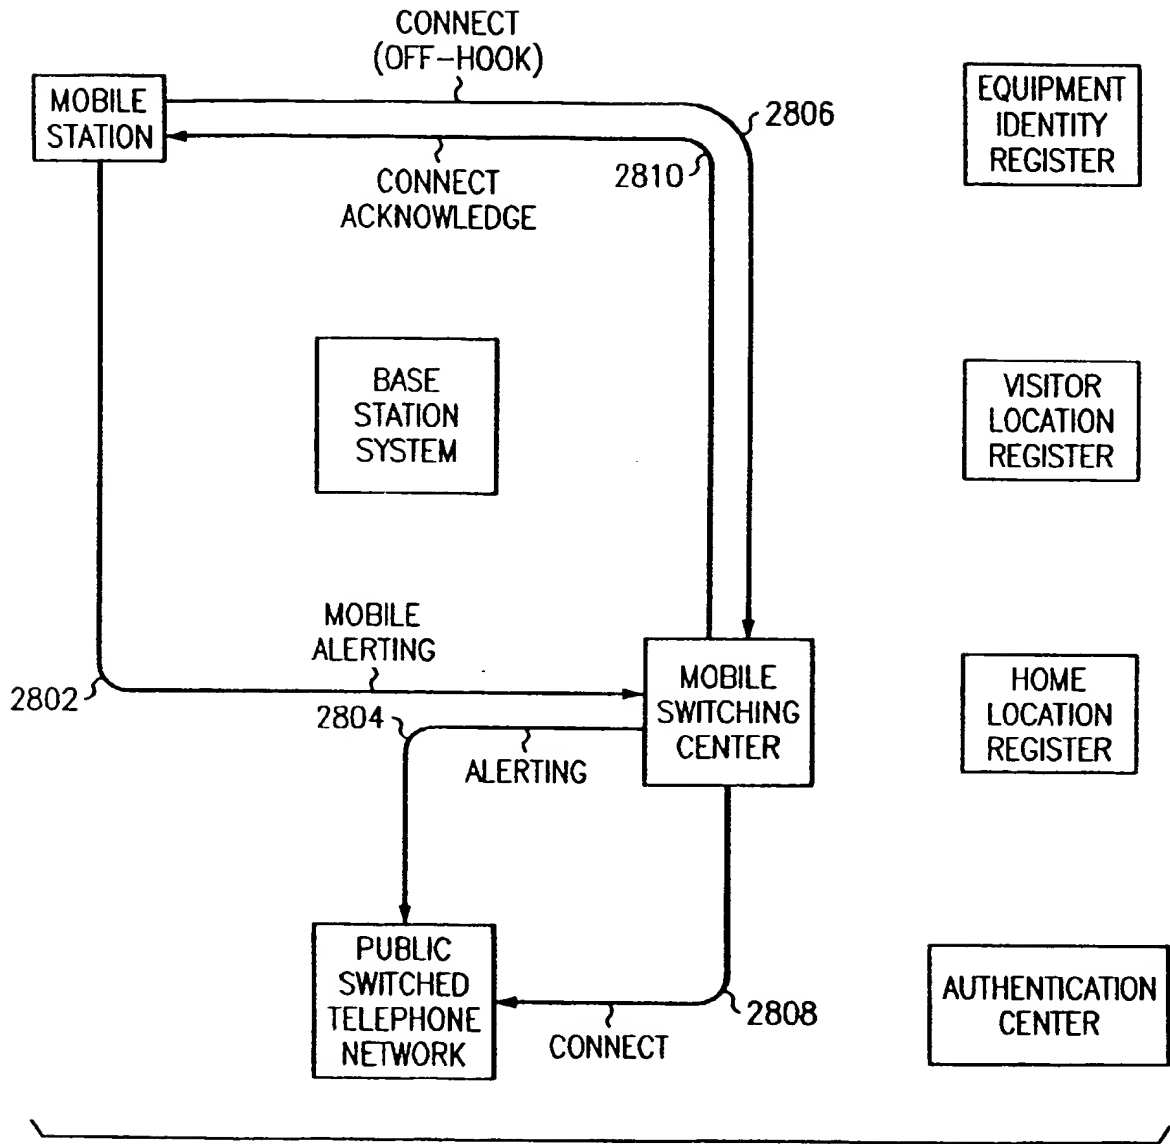 CONNECT
(OFF-HOOK)
MOBILE
STATION
2806
EQUIPMENT
IDENTITY
REGISTER
2810
CONNECT
ACKNOWLEDGE
BASE
STATION
SYSTEM
VISITOR
LOCATION
REGISTER
MOBILE
ALERTING
2802
2804
ALERTING
MOBILE
SWITCHING
CENTER
HOME
LOCATION
REGISTER
PUBLIC
SWITCHED
TELEPHONE
NETWORK
CONNECT
2808
AUTHENTICATION
CENTER